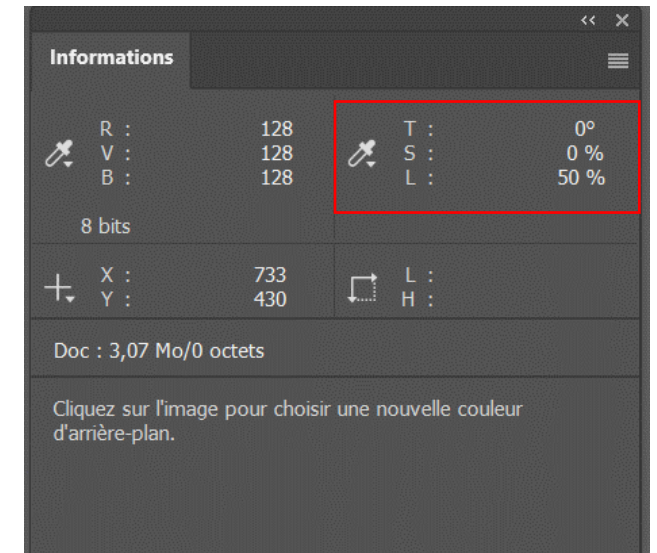 Informations
R : 128 T : 0°
V : 128 S : 0 %
B : 128 L : 50 %
8 bits
X : 733 L :
Y : 430 H :
Doc : 3,07 Mo/0 octets
Cliquez sur l'image pour choisir une nouvelle couleur
d'arrière-plan.